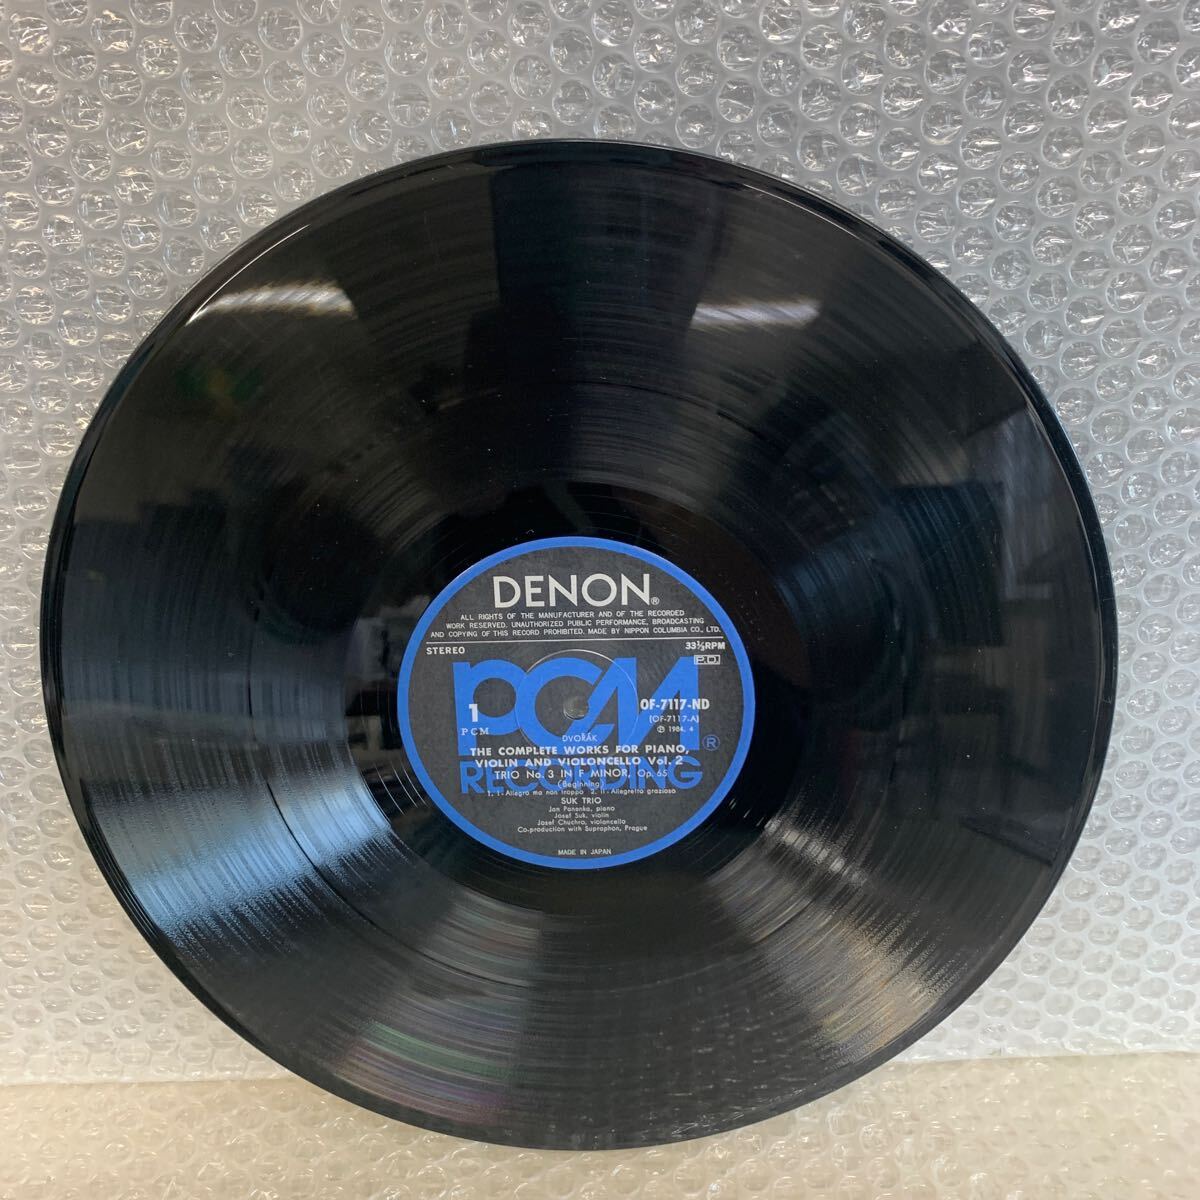 DENON®
ALL RIGHTS OF THE MANUFACTURER AND OF THE RECORDED
WORK RESERVED. UNAUTHORIZED PUBLIC PERFORMANCE, BROADCASTING
AND COPYING OF THIS RECORD PROHIBITED. MADE BY NIPPON COLUMBIA CO., LTD.
STEREO
33⅓RPM
P.D.
PCM®
RECORDING
1
PCM
OF-7117-ND
(OF-7117-A)
℗ 1984. 4
DVOŘÁK
THE COMPLETE WORKS FOR PIANO,
VIOLIN AND VIOLONCELLO Vol. 2
TRIO No. 3 IN F MINOR, Op. 65
(Beginning)
1. I-Allegro ma non troppo 2. II-Allegretto grazioso
SUK TRIO
Jan Panenka, piano
Josef Suk, violin
Josef Chuchro, violoncello
Co-production with Supraphon, Prague
MADE IN JAPAN